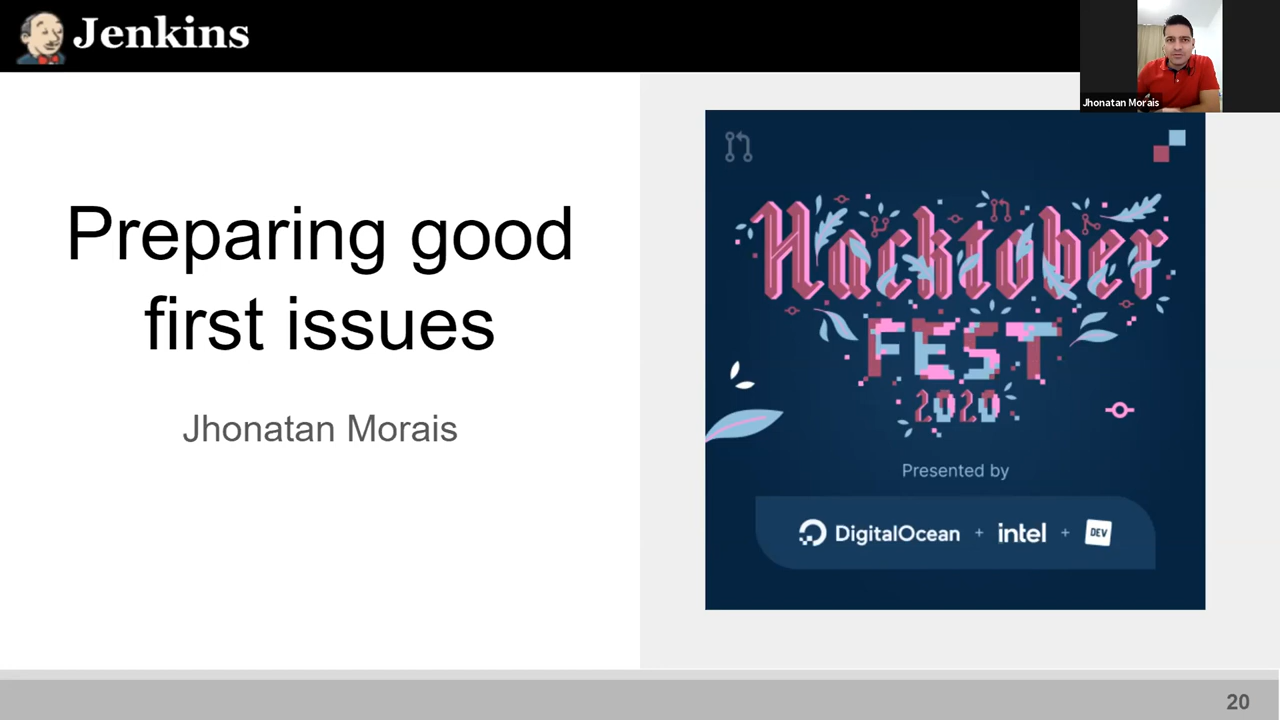 Jenkins
Jhonatan Morais
Preparing good
first issues
Jhonatan Morais
Hacktober
FEST
2020
Presented by
DigitalOcean + intel + DEV
20